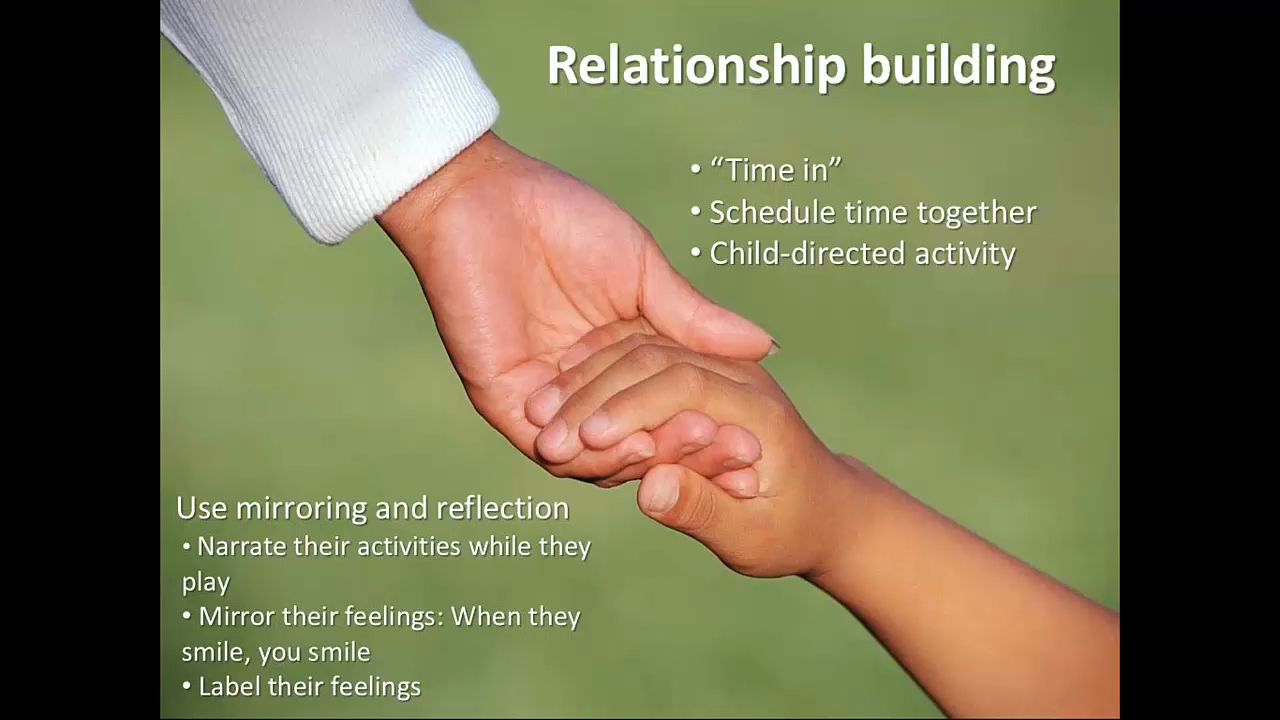 Relationship building
• “Time in”
• Schedule time together
• Child-directed activity
Use mirroring and reflection
• Narrate their activities while they
play
• Mirror their feelings: When they
smile, you smile
• Label their feelings